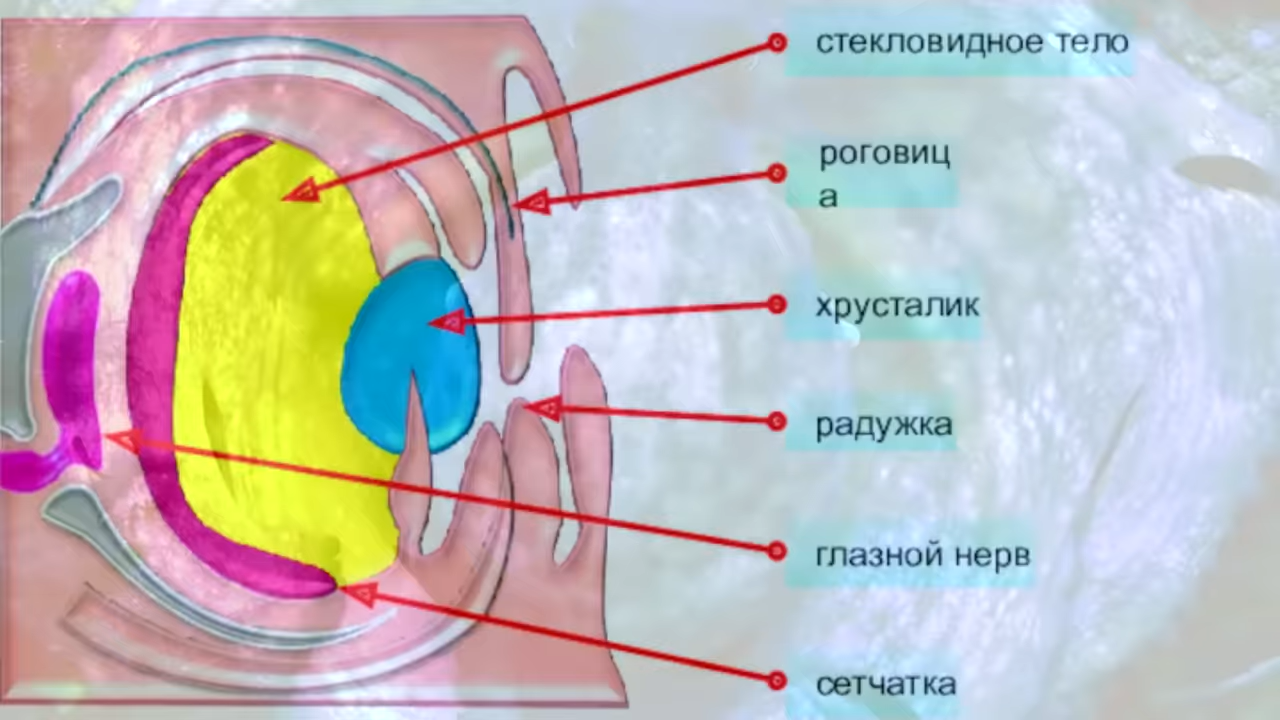 стекловидное тело
роговиц
а
хрусталик
радужка
глазной нерв
сетчатка